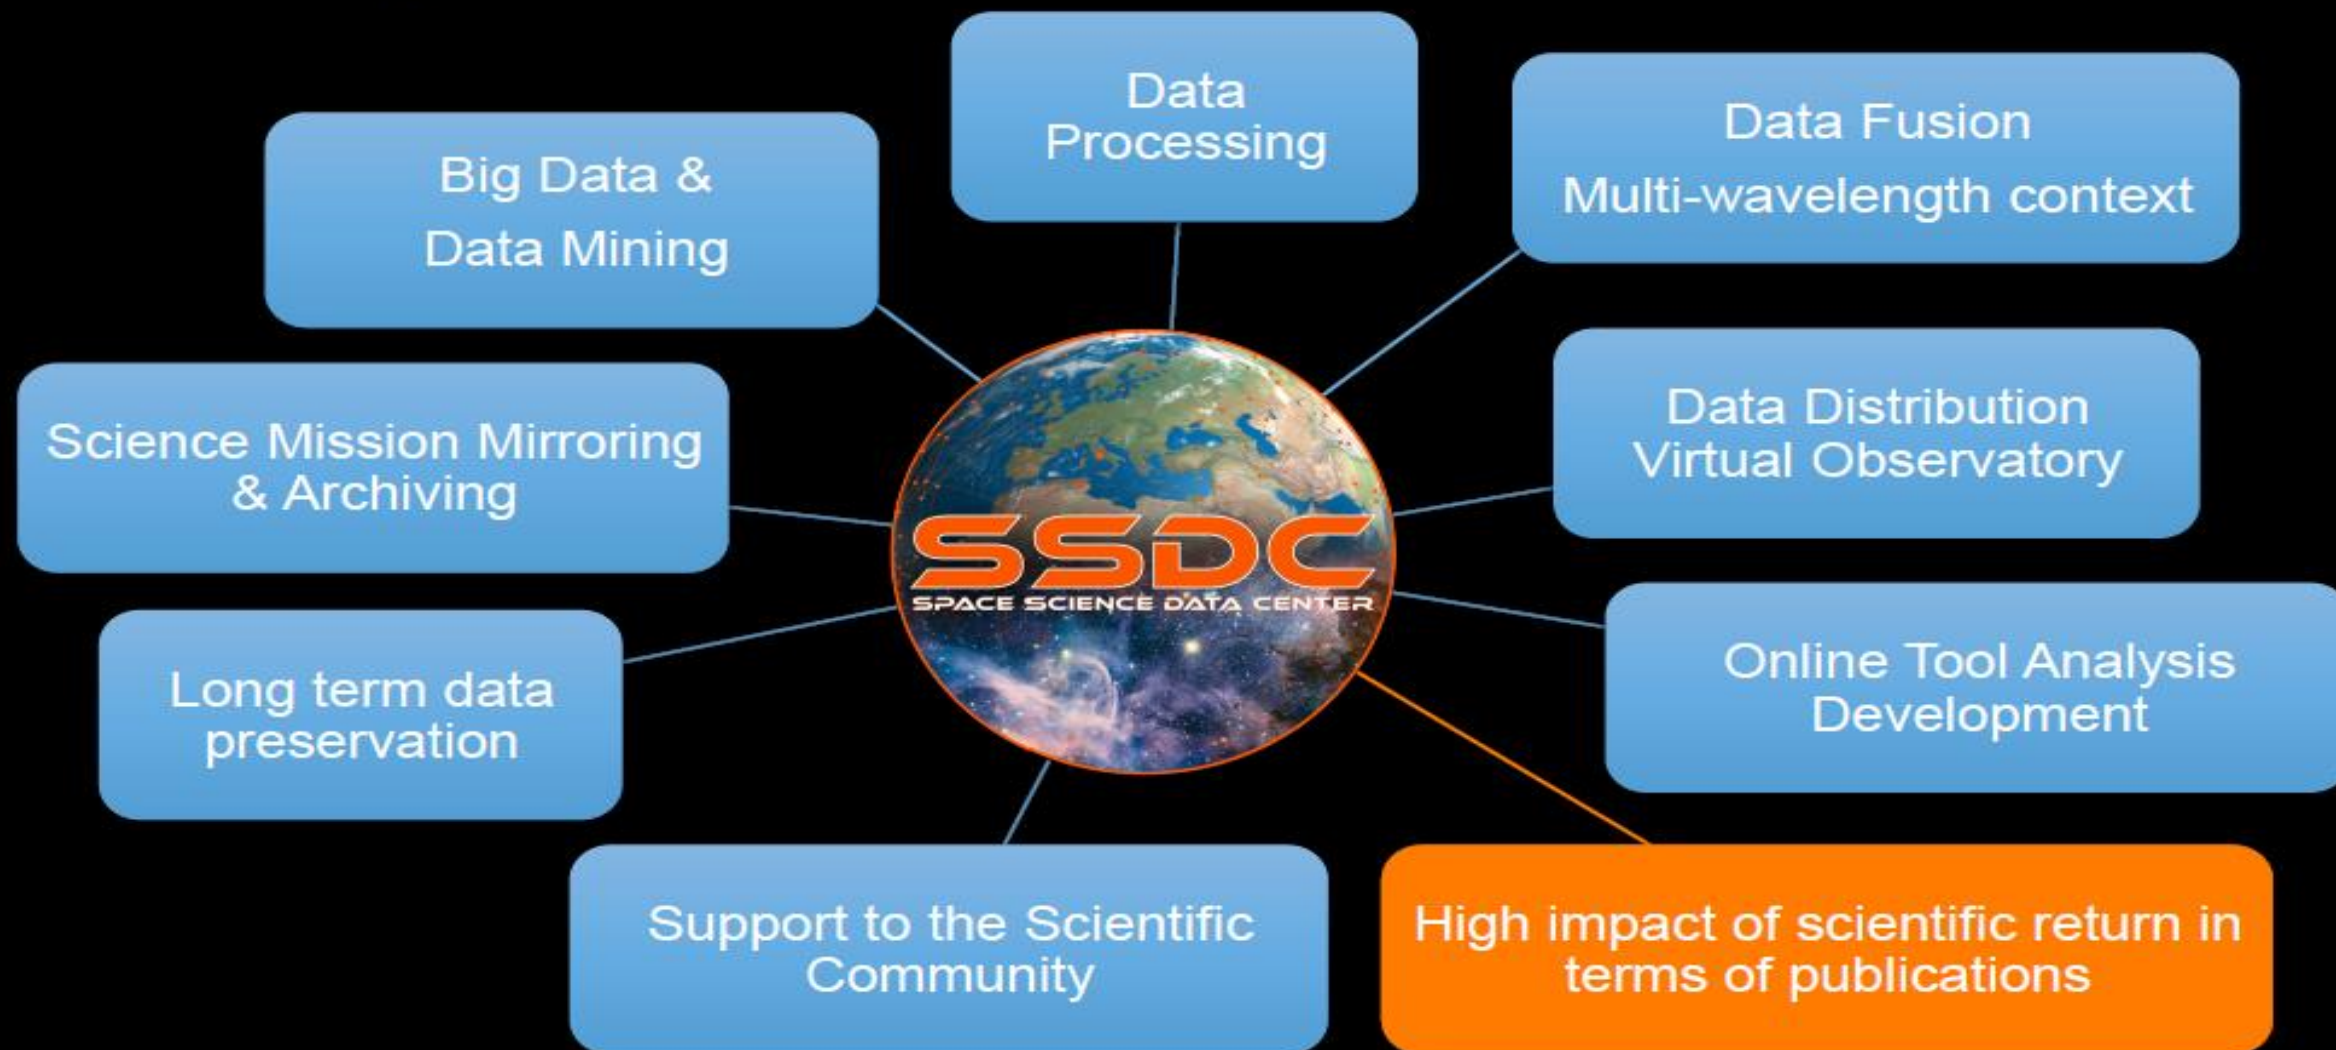 Data
Processing
Data Fusion
Multi-wavelength context
Big Data &
Data Mining
Data Distribution
Virtual Observatory
Science Mission Mirroring
& Archiving
SSDC
SPACE SCIENCE DATA CENTER
Online Tool Analysis
Development
Long term data
preservation
Support to the Scientific
Community
High impact of scientific return in
terms of publications